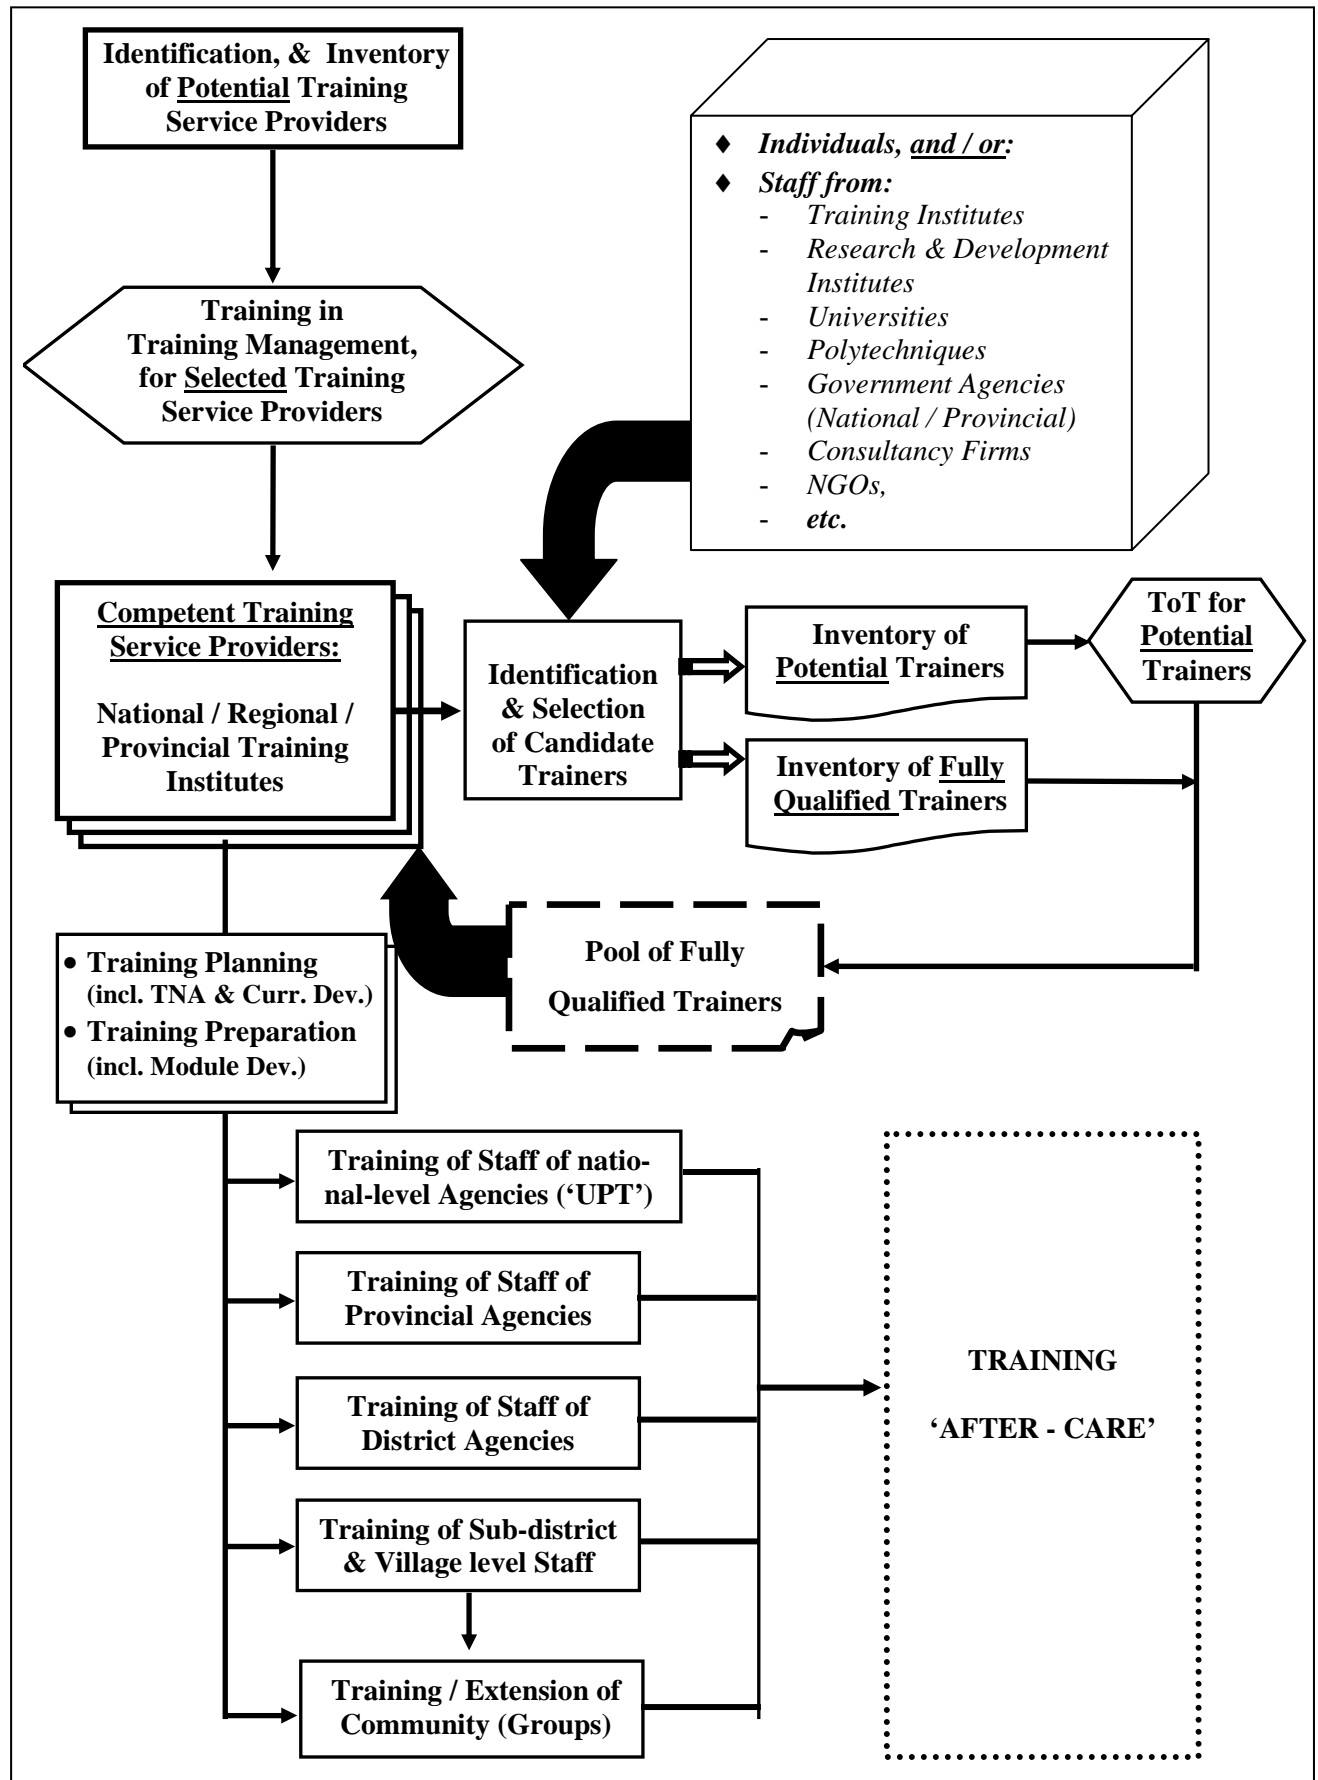 Identification, & Inventory
of Potential Training
Service Providers
Training in
Training Management,
for Selected Training
Service Providers
♦ Individuals, and / or:
♦ Staff from:
- Training Institutes
- Research & Development
Institutes
- Universities
- Polytechniques
- Government Agencies
(National / Provincial)
- Consultancy Firms
- NGOs,
- etc.
Competent Training
Service Providers:
National / Regional /
Provincial Training
Institutes
Identification
& Selection
of Candidate
Trainers
Inventory of
Potential Trainers
ToT for
Potential
Trainers
Inventory of Fully
Qualified Trainers
Pool of Fully
Qualified Trainers
• Training Planning
(incl. TNA & Curr. Dev.)
• Training Preparation
(incl. Module Dev.)
Training of Staff of natio-
nal-level Agencies (‘UPT’)
Training of Staff of
Provincial Agencies
Training of Staff of
District Agencies
Training of Sub-district
& Village level Staff
Training / Extension of
Community (Groups)
TRAINING
‘AFTER - CARE’